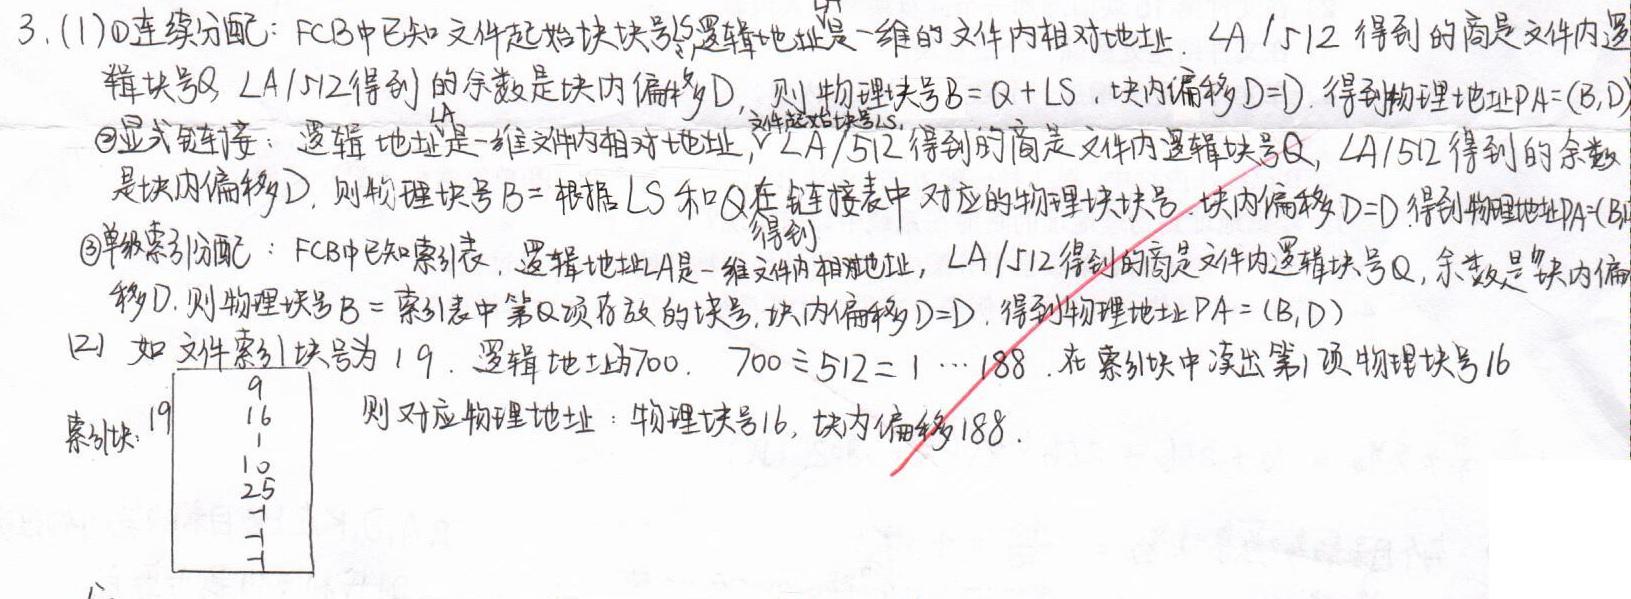 3. (1) ①连续分配：FCB中已知文件起始块块号LS，逻辑地址LA是一维的文件内相对地址. LA/512 得到的商是文件内逻
辑块号Q, LA/512得到的余数是块内偏移D, 则物理块号B=Q+LS. 块内偏移D=D. 得到物理地址PA=(B,D)
②显式链接：逻辑地址LA是一维文件内相对地址, 文件起始块号LS, LA/512得到的商是文件内逻辑块号Q, LA/512得到的余数
是块内偏移D. 则物理块号B=根据LS和Q在链接表中得到对应的物理块块号. 块内偏移D=D. 得到物理地址PA=(B,
③单级索引分配：FCB中已知索引表. 逻辑地址LA是一维文件内相对地址, LA/512得到的商是文件内逻辑块号Q, 余数是块内偏
移D. 则物理块号B=索引表中第Q项存放的块号. 块内偏移D=D. 得到物理地址PA=(B,D)
(2) 如文件索引块号为19. 逻辑地址为700. 700÷512=1…188. 在索引块中读出第1项物理块号16
则对应物理地址：物理块号16, 块内偏移188.
索引块: 19
9
16
1
10
25
-1
-1
-1